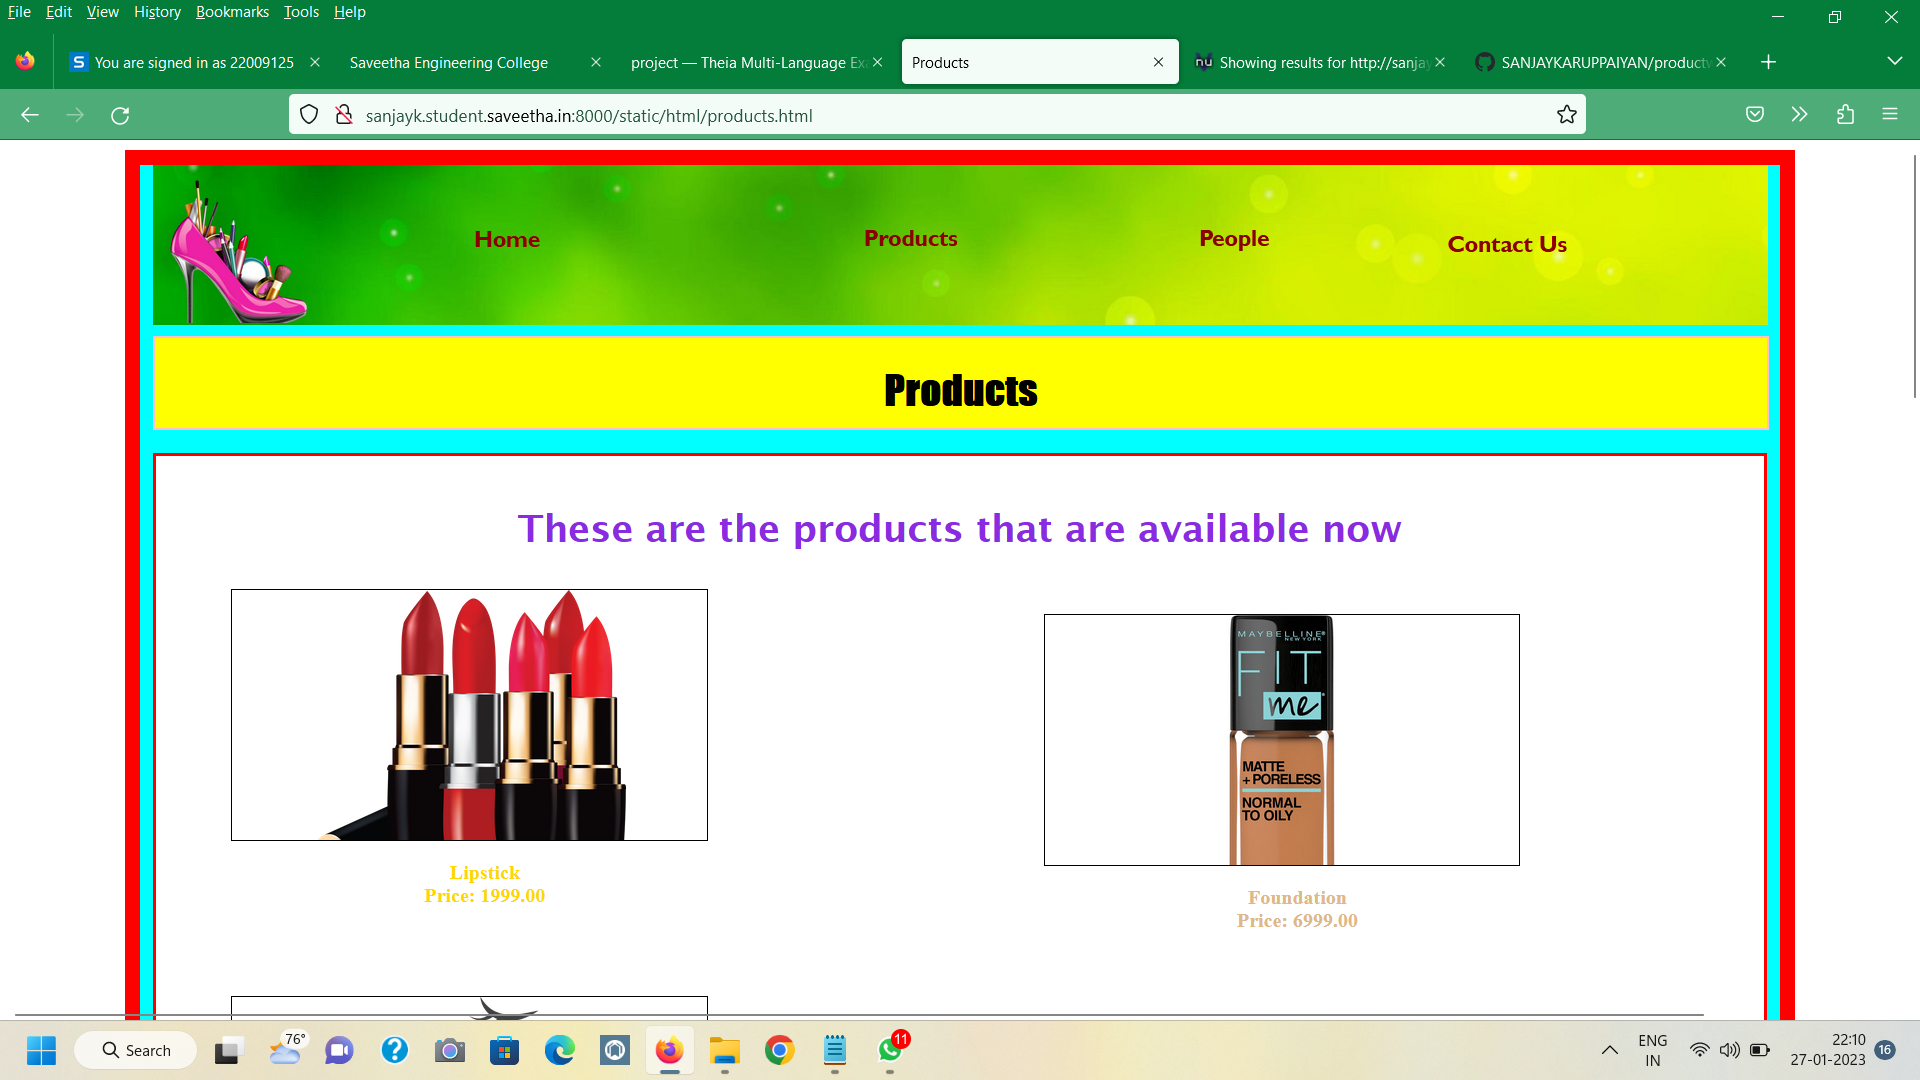 File Edit View History Bookmarks Tools Help
You are signed in as 22009125
Saveetha Engineering College
project — Theia Multi-Language Ex
Products
Showing results for http://sanjay
SANJAYKARUPPAIYAN/productw
sanjayk.student.saveetha.in:8000/static/html/products.html
Home
Products
People
Contact Us
Products
These are the products that are available now
MAYBELLINE®
NEW YORK
FIT
me
MATTE
+ PORELESS
NORMAL
TO OILY
Lipstick
Price: 1999.00
Foundation
Price: 6999.00
Search
76°
11
ENG
IN
22:10
27-01-2023
16